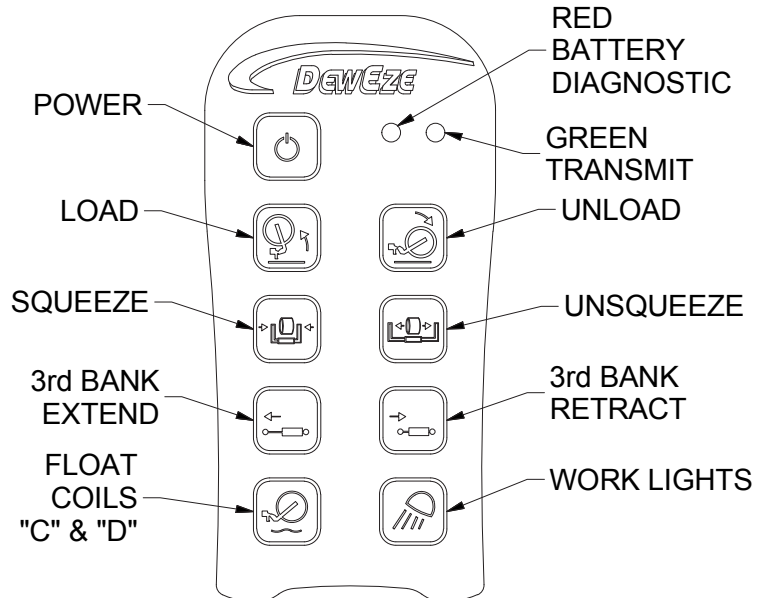 RED
BATTERY
DIAGNOSTIC
DewEze
POWER
GREEN
TRANSMIT
LOAD
UNLOAD
SQUEEZE
UNSQUEEZE
3rd BANK
EXTEND
3rd BANK
RETRACT
FLOAT
COILS
"C" & "D"
WORK LIGHTS